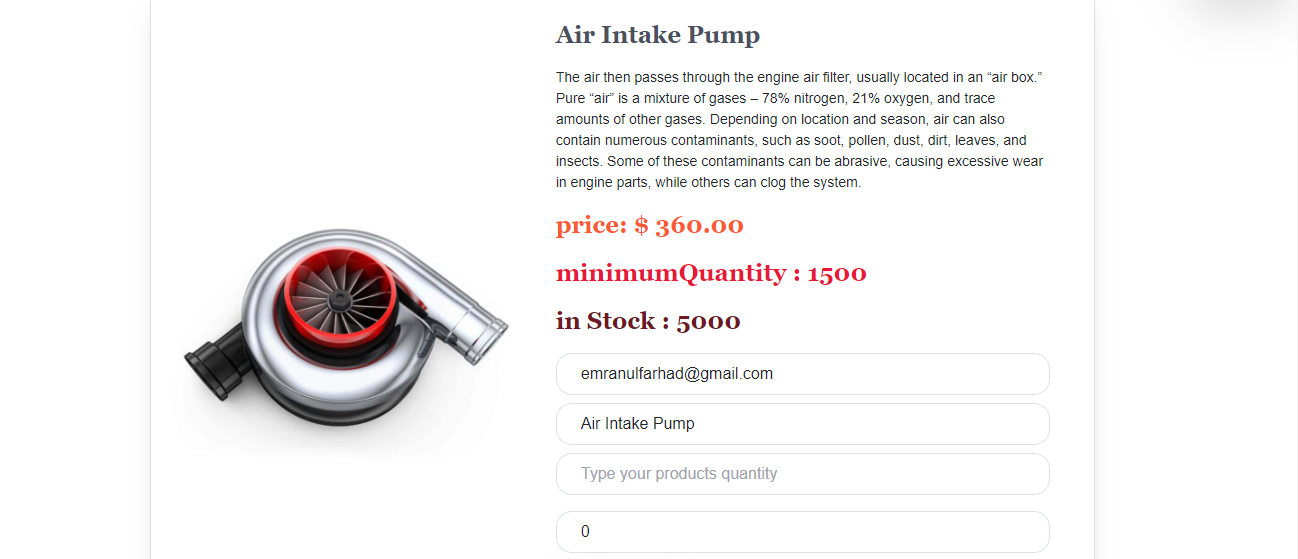 Air Intake Pump
The air then passes through the engine air filter, usually located in an “air box.”
Pure “air” is a mixture of gases – 78% nitrogen, 21% oxygen, and trace
amounts of other gases. Depending on location and season, air can also
contain numerous contaminants, such as soot, pollen, dust, dirt, leaves, and
insects. Some of these contaminants can be abrasive, causing excessive wear
in engine parts, while others can clog the system.
price: $ 360.00
minimumQuantity : 1500
in Stock : 5000
emranulfarhad@gmail.com
Air Intake Pump
Type your products quantity
0